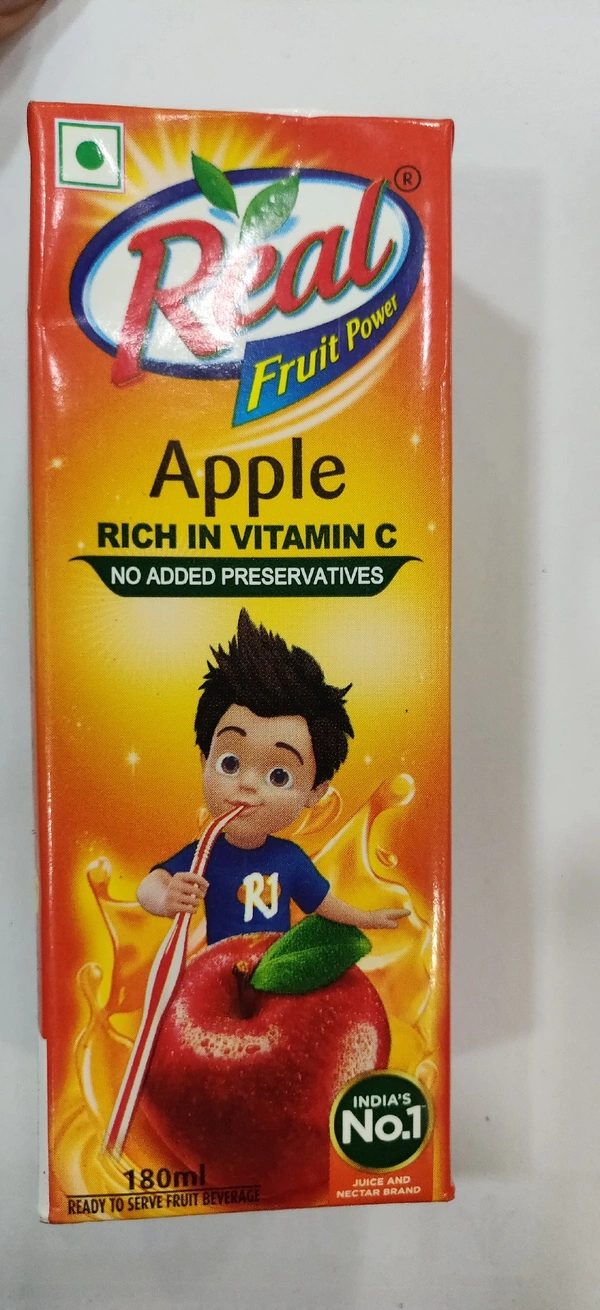 Real
®
Fruit Power
Apple
RICH IN VITAMIN C
NO ADDED PRESERVATIVES
RJ
INDIA'S
No.1
JUICE AND
NECTAR BRAND
180ml
READY TO SERVE FRUIT BEVERAGE